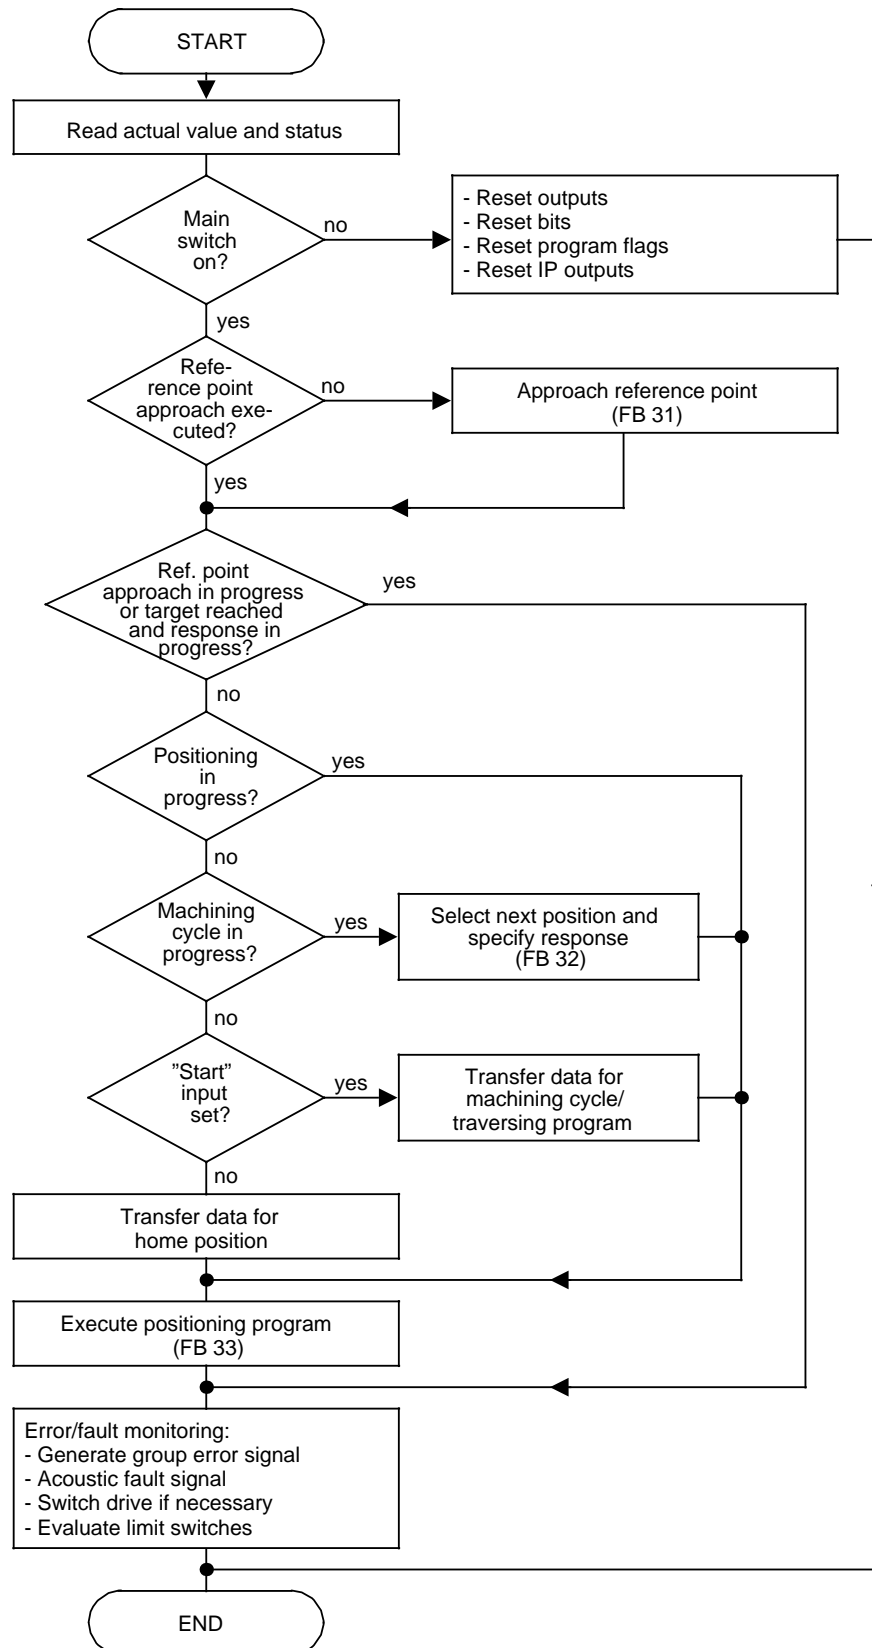 START
Read actual value and status
Main
switch
on?
no
- Reset outputs
- Reset bits
- Reset program flags
- Reset IP outputs
yes
Refe-
rence point
approach exe-
cuted?
no
Approach reference point
(FB 31)
yes
Ref. point
approach in progress
or target reached
and response in
progress?
yes
no
Positioning
in
progress?
yes
no
Machining
cycle in
progress?
yes
Select next position and
specify response
(FB 32)
no
”Start”
input
set?
yes
Transfer data for
machining cycle/
traversing program
no
Transfer data for
home position
Execute positioning program
(FB 33)
Error/fault monitoring:
- Generate group error signal
- Acoustic fault signal
- Switch drive if necessary
- Evaluate limit switches
END